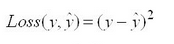 Loss(y, ŷ) = (y − ŷ)²